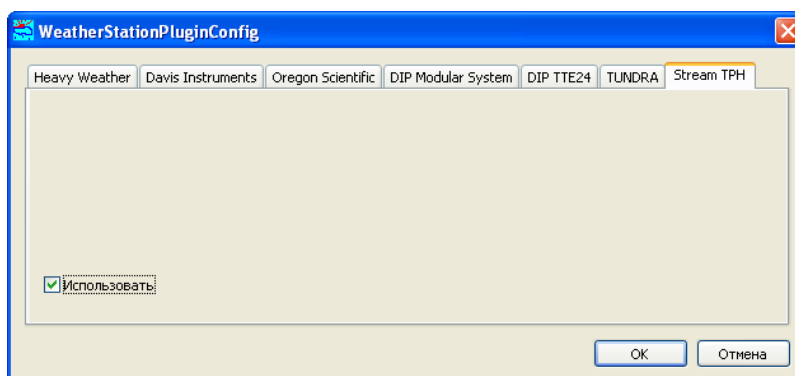 WeatherStationPluginConfig
Heavy Weather Davis Instruments Oregon Scientific DIP Modular System DIP TTE24 TUNDRA Stream TPH
Использовать
OK Отмена